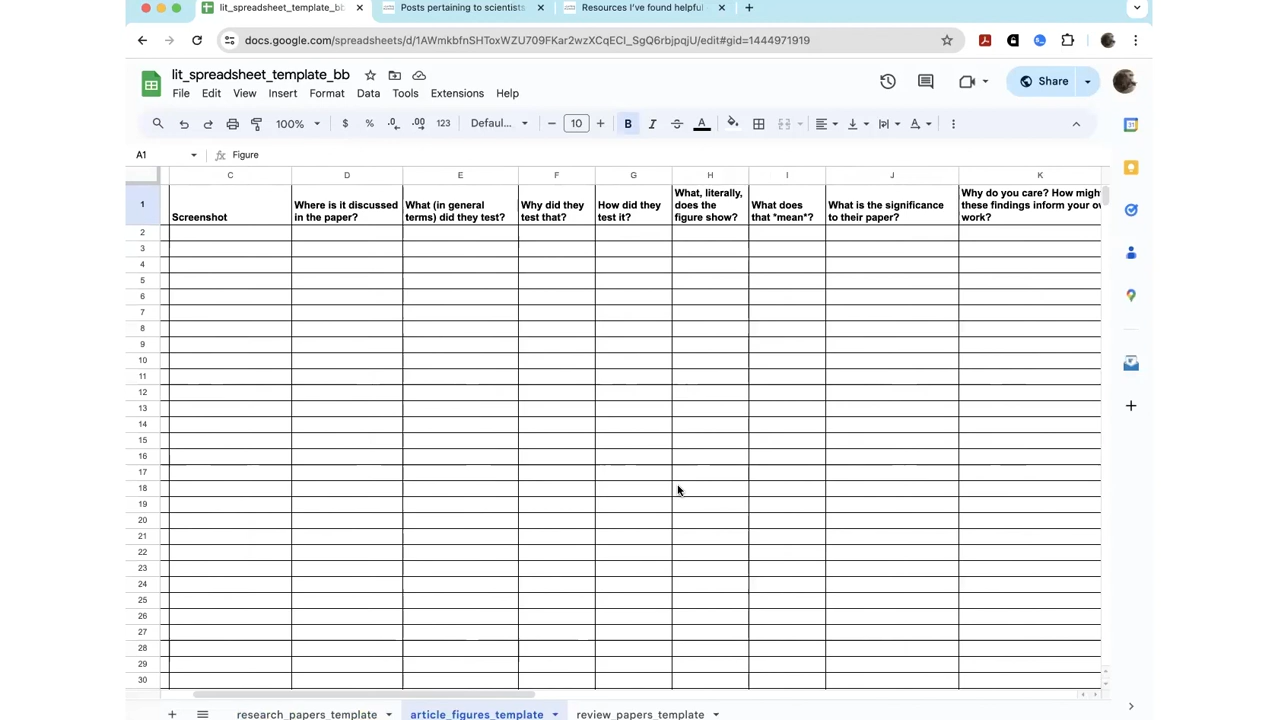 lit_spreadsheet_template_bb
Posts pertaining to scientists
Resources I've found helpful
docs.google.com/spreadsheets/d/1AWmkbfnSHToxWZU709FKar2wzXCqECI_SgQ6rbjpqjU/edit#gid=1444971919
lit_spreadsheet_template_bb
File Edit View Insert Format Data Tools Extensions Help
Share
100% $ % .0 .00 123 Defaul... 10 B I S A
A1 Figure
C D E F G H I J K
1
Screenshot
Where is it discussed
in the paper?
What (in general
terms) did they test?
Why did they
test that?
How did they
test it?
What, literally,
does the
figure show?
What does
that *mean*?
What is the significance
to their paper?
Why do you care? How migh
these findings inform your o
work?
2
3
4
5
6
7
8
9
10
11
12
13
14
15
16
17
18
19
20
21
22
23
24
25
26
27
28
29
30
research_papers_template article_figures_template review_papers_template